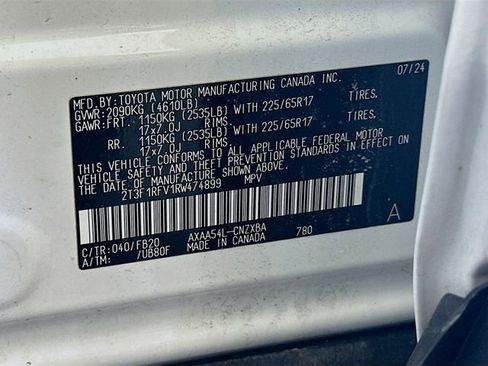 MFD.BY:TOYOTA MOTOR MANUFACTURING CANADA INC. 07/24
GVWR:2090KG (4610LB)
GAWR:FRT. 1150KG (2535LB) WITH 225/65R17 TIRES,
17x7.0J RIMS,
RR. 1150KG (2535LB) WITH 225/65R17 TIRES,
17x7.0J RIMS,
THIS VEHICLE CONFORMS TO ALL APPLICABLE FEDERAL MOTOR
VEHICLE SAFETY AND THEFT PREVENTION STANDARDS IN EFFECT ON THE
DATE OF MANUFACTURE SHOWN ABOVE.
2T3F1RFV1RW474899 MPV
A
C/TR:040/FB20 AXAA54L-CNZXBA 780
A/TM: /UB80F MADE IN CANADA